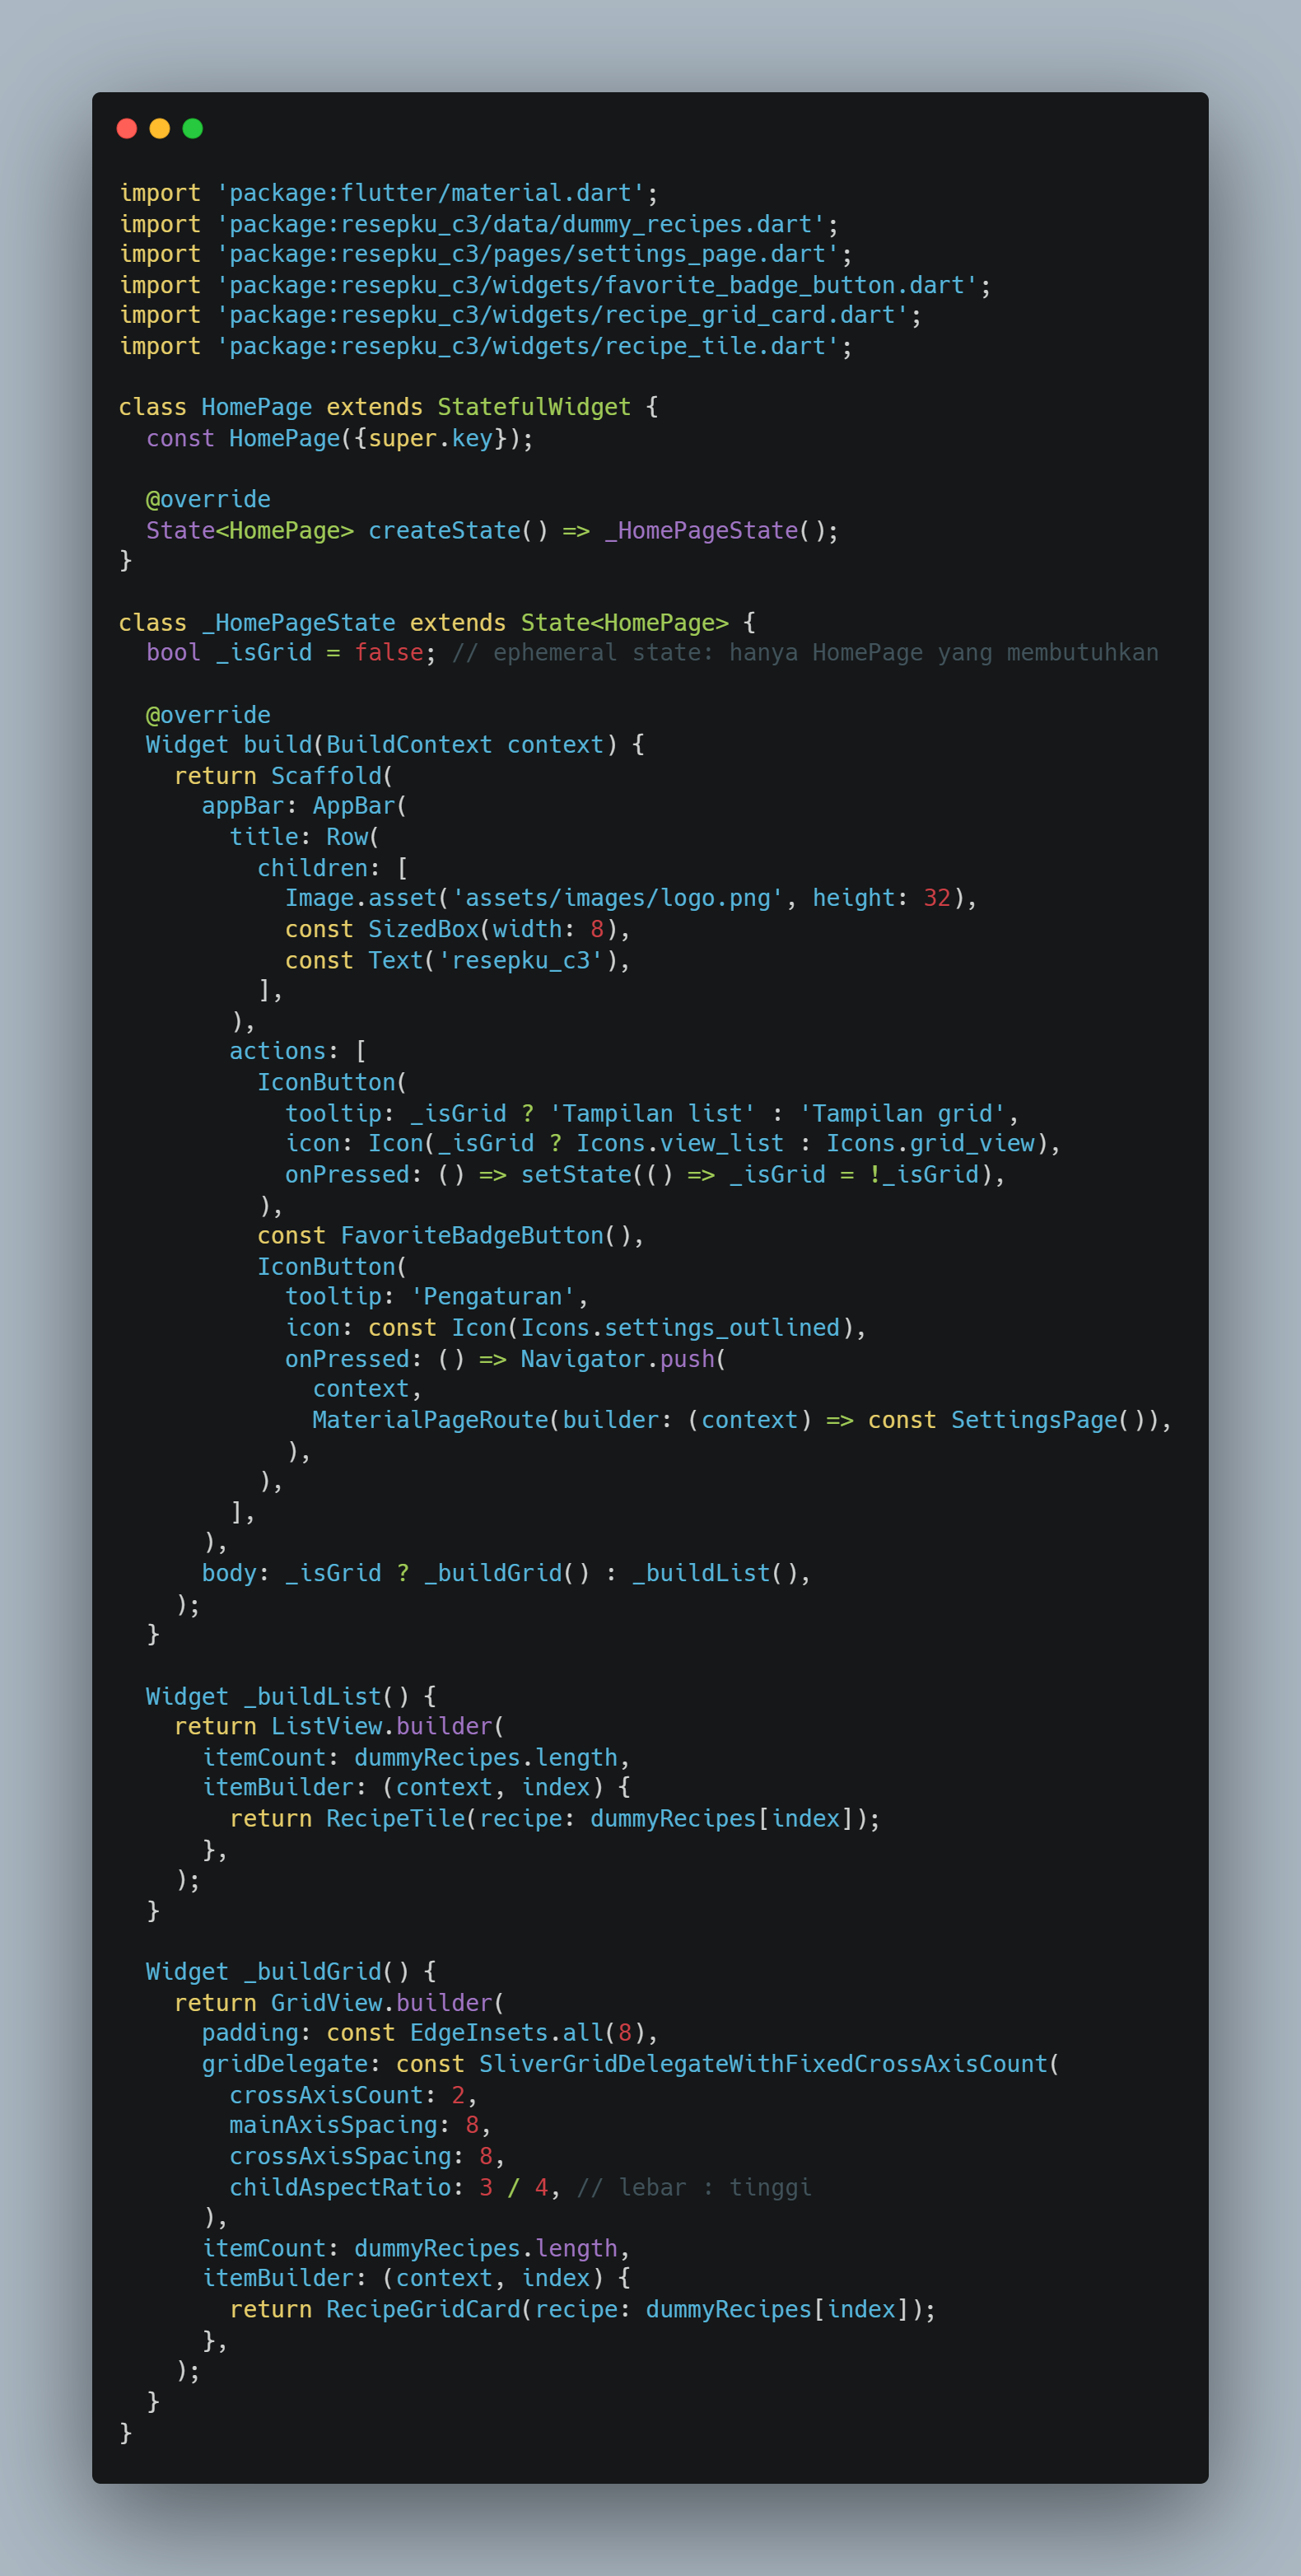 import 'package:flutter/material.dart';
import 'package:resepku_c3/data/dummy_recipes.dart';
import 'package:resepku_c3/pages/settings_page.dart';
import 'package:resepku_c3/widgets/favorite_badge_button.dart';
import 'package:resepku_c3/widgets/recipe_grid_card.dart';
import 'package:resepku_c3/widgets/recipe_tile.dart';

class HomePage extends StatefulWidget {
  const HomePage({super.key});

  @override
  State<HomePage> createState() => _HomePageState();
}

class _HomePageState extends State<HomePage> {
  bool _isGrid = false; // ephemeral state: hanya HomePage yang membutuhkan

  @override
  Widget build(BuildContext context) {
    return Scaffold(
      appBar: AppBar(
        title: Row(
          children: [
            Image.asset('assets/images/logo.png', height: 32),
            const SizedBox(width: 8),
            const Text('resepku_c3'),
          ],
        ),
        actions: [
          IconButton(
            tooltip: _isGrid ? 'Tampilan list' : 'Tampilan grid',
            icon: Icon(_isGrid ? Icons.view_list : Icons.grid_view),
            onPressed: () => setState(() => _isGrid = !_isGrid),
          ),
          const FavoriteBadgeButton(),
          IconButton(
            tooltip: 'Pengaturan',
            icon: const Icon(Icons.settings_outlined),
            onPressed: () => Navigator.push(
              context,
              MaterialPageRoute(builder: (context) => const SettingsPage()),
            ),
          ),
        ],
      ),
      body: _isGrid ? _buildGrid() : _buildList(),
    );
  }

  Widget _buildList() {
    return ListView.builder(
      itemCount: dummyRecipes.length,
      itemBuilder: (context, index) {
        return RecipeTile(recipe: dummyRecipes[index]);
      },
    );
  }

  Widget _buildGrid() {
    return GridView.builder(
      padding: const EdgeInsets.all(8),
      gridDelegate: const SliverGridDelegateWithFixedCrossAxisCount(
        crossAxisCount: 2,
        mainAxisSpacing: 8,
        crossAxisSpacing: 8,
        childAspectRatio: 3 / 4, // lebar : tinggi
      ),
      itemCount: dummyRecipes.length,
      itemBuilder: (context, index) {
        return RecipeGridCard(recipe: dummyRecipes[index]);
      },
    );
  }
}